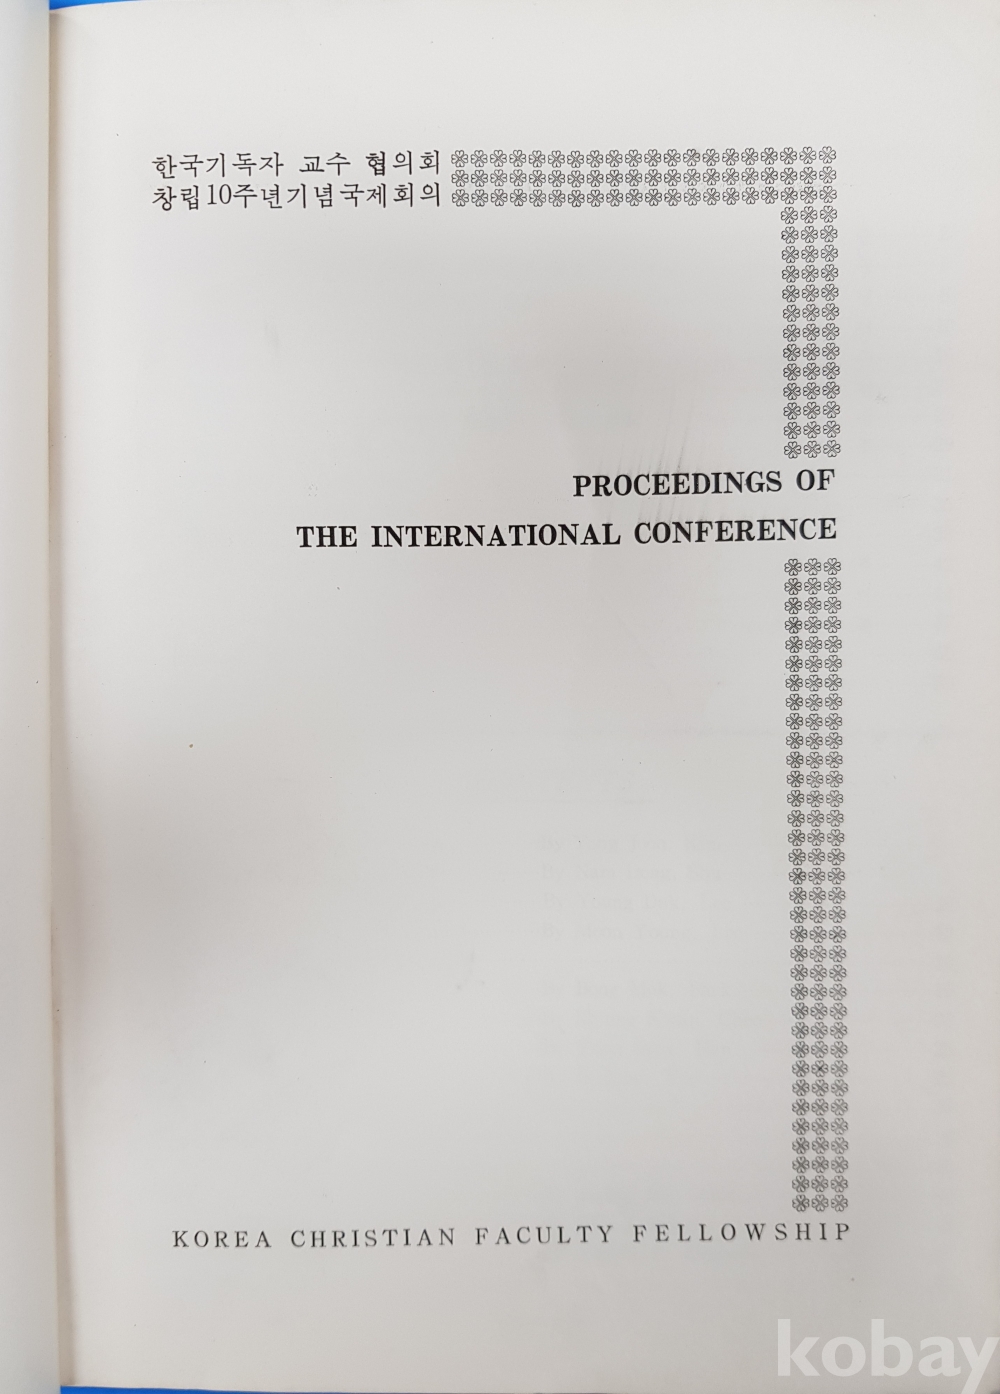 한국기독자 교수 협의회
창립10주년기념국제회의
PROCEEDINGS OF
THE INTERNATIONAL CONFERENCE
KOREA CHRISTIAN FACULTY FELLOWSHIP
kobay